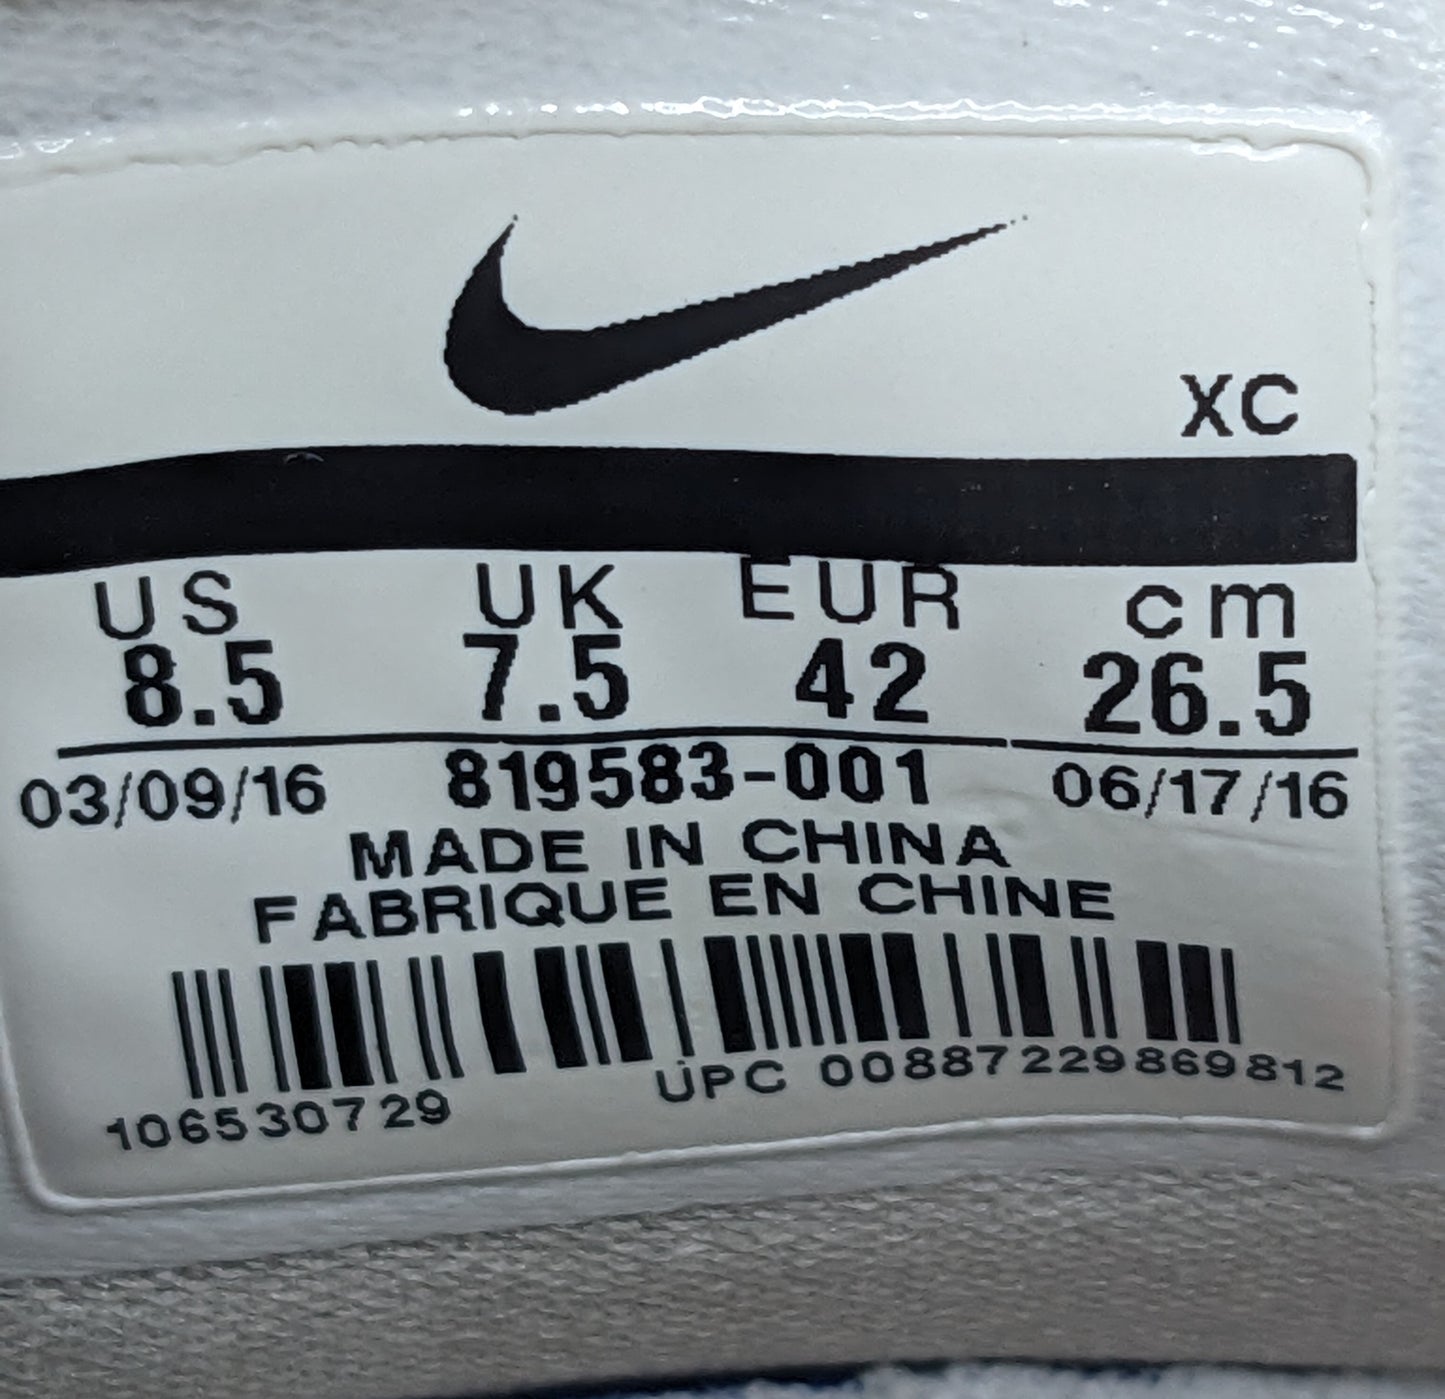 XC
US UK EUR cm
8.5 7.5 42 26.5
03/09/16 819583-001 06/17/16
MADE IN CHINA
FABRIQUE EN CHINE
106530729 UPC 00887229869812